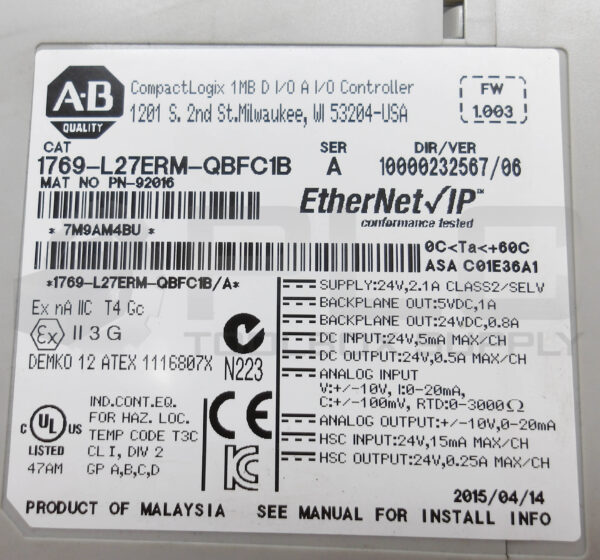 A-B
QUALITY
CompactLogix 1MB D I/O A I/O Controller
1201 S. 2nd St.Milwaukee, WI 53204-USA
FW
1.003
CAT
SER
DIR/VER
1769-L27ERM-QBFC1B
A
10000232567/06
MAT NO PN-92016
EtherNet/IP™
conformance tested
* 7M9AM4BU *
0C<Ta<+60C
ASA C01E36A1
*1769-L27ERM-QBFC1B/A*
SUPPLY:24V,2.1A CLASS2/SELV
BACKPLANE OUT:5VDC,1A
BACKPLANE OUT:24VDC,0.8A
DC INPUT:24V,5mA MAX/CH
DC OUTPUT:24V,0.5A MAX/CH
ANALOG INPUT
V:+/-10V, I:0-20mA,
C:+/-100mV, RTD:0-3000Ω
ANALOG OUTPUT:+/-10V,0-20mA
HSC INPUT:24V,15mA MAX/CH
HSC OUTPUT:24V,0.25A MAX/CH
Ex nA IIC T4 Gc
Ex II 3 G
DEMKO 12 ATEX 1116807X
N223
IND.CONT.EQ.
FOR HAZ. LOC.
TEMP CODE T3C
CL I, DIV 2
GP A,B,C,D
C UL US
LISTED
47AM
CE
KC
2015/04/14
PRODUCT OF MALAYSIA SEE MANUAL FOR INSTALL INFO